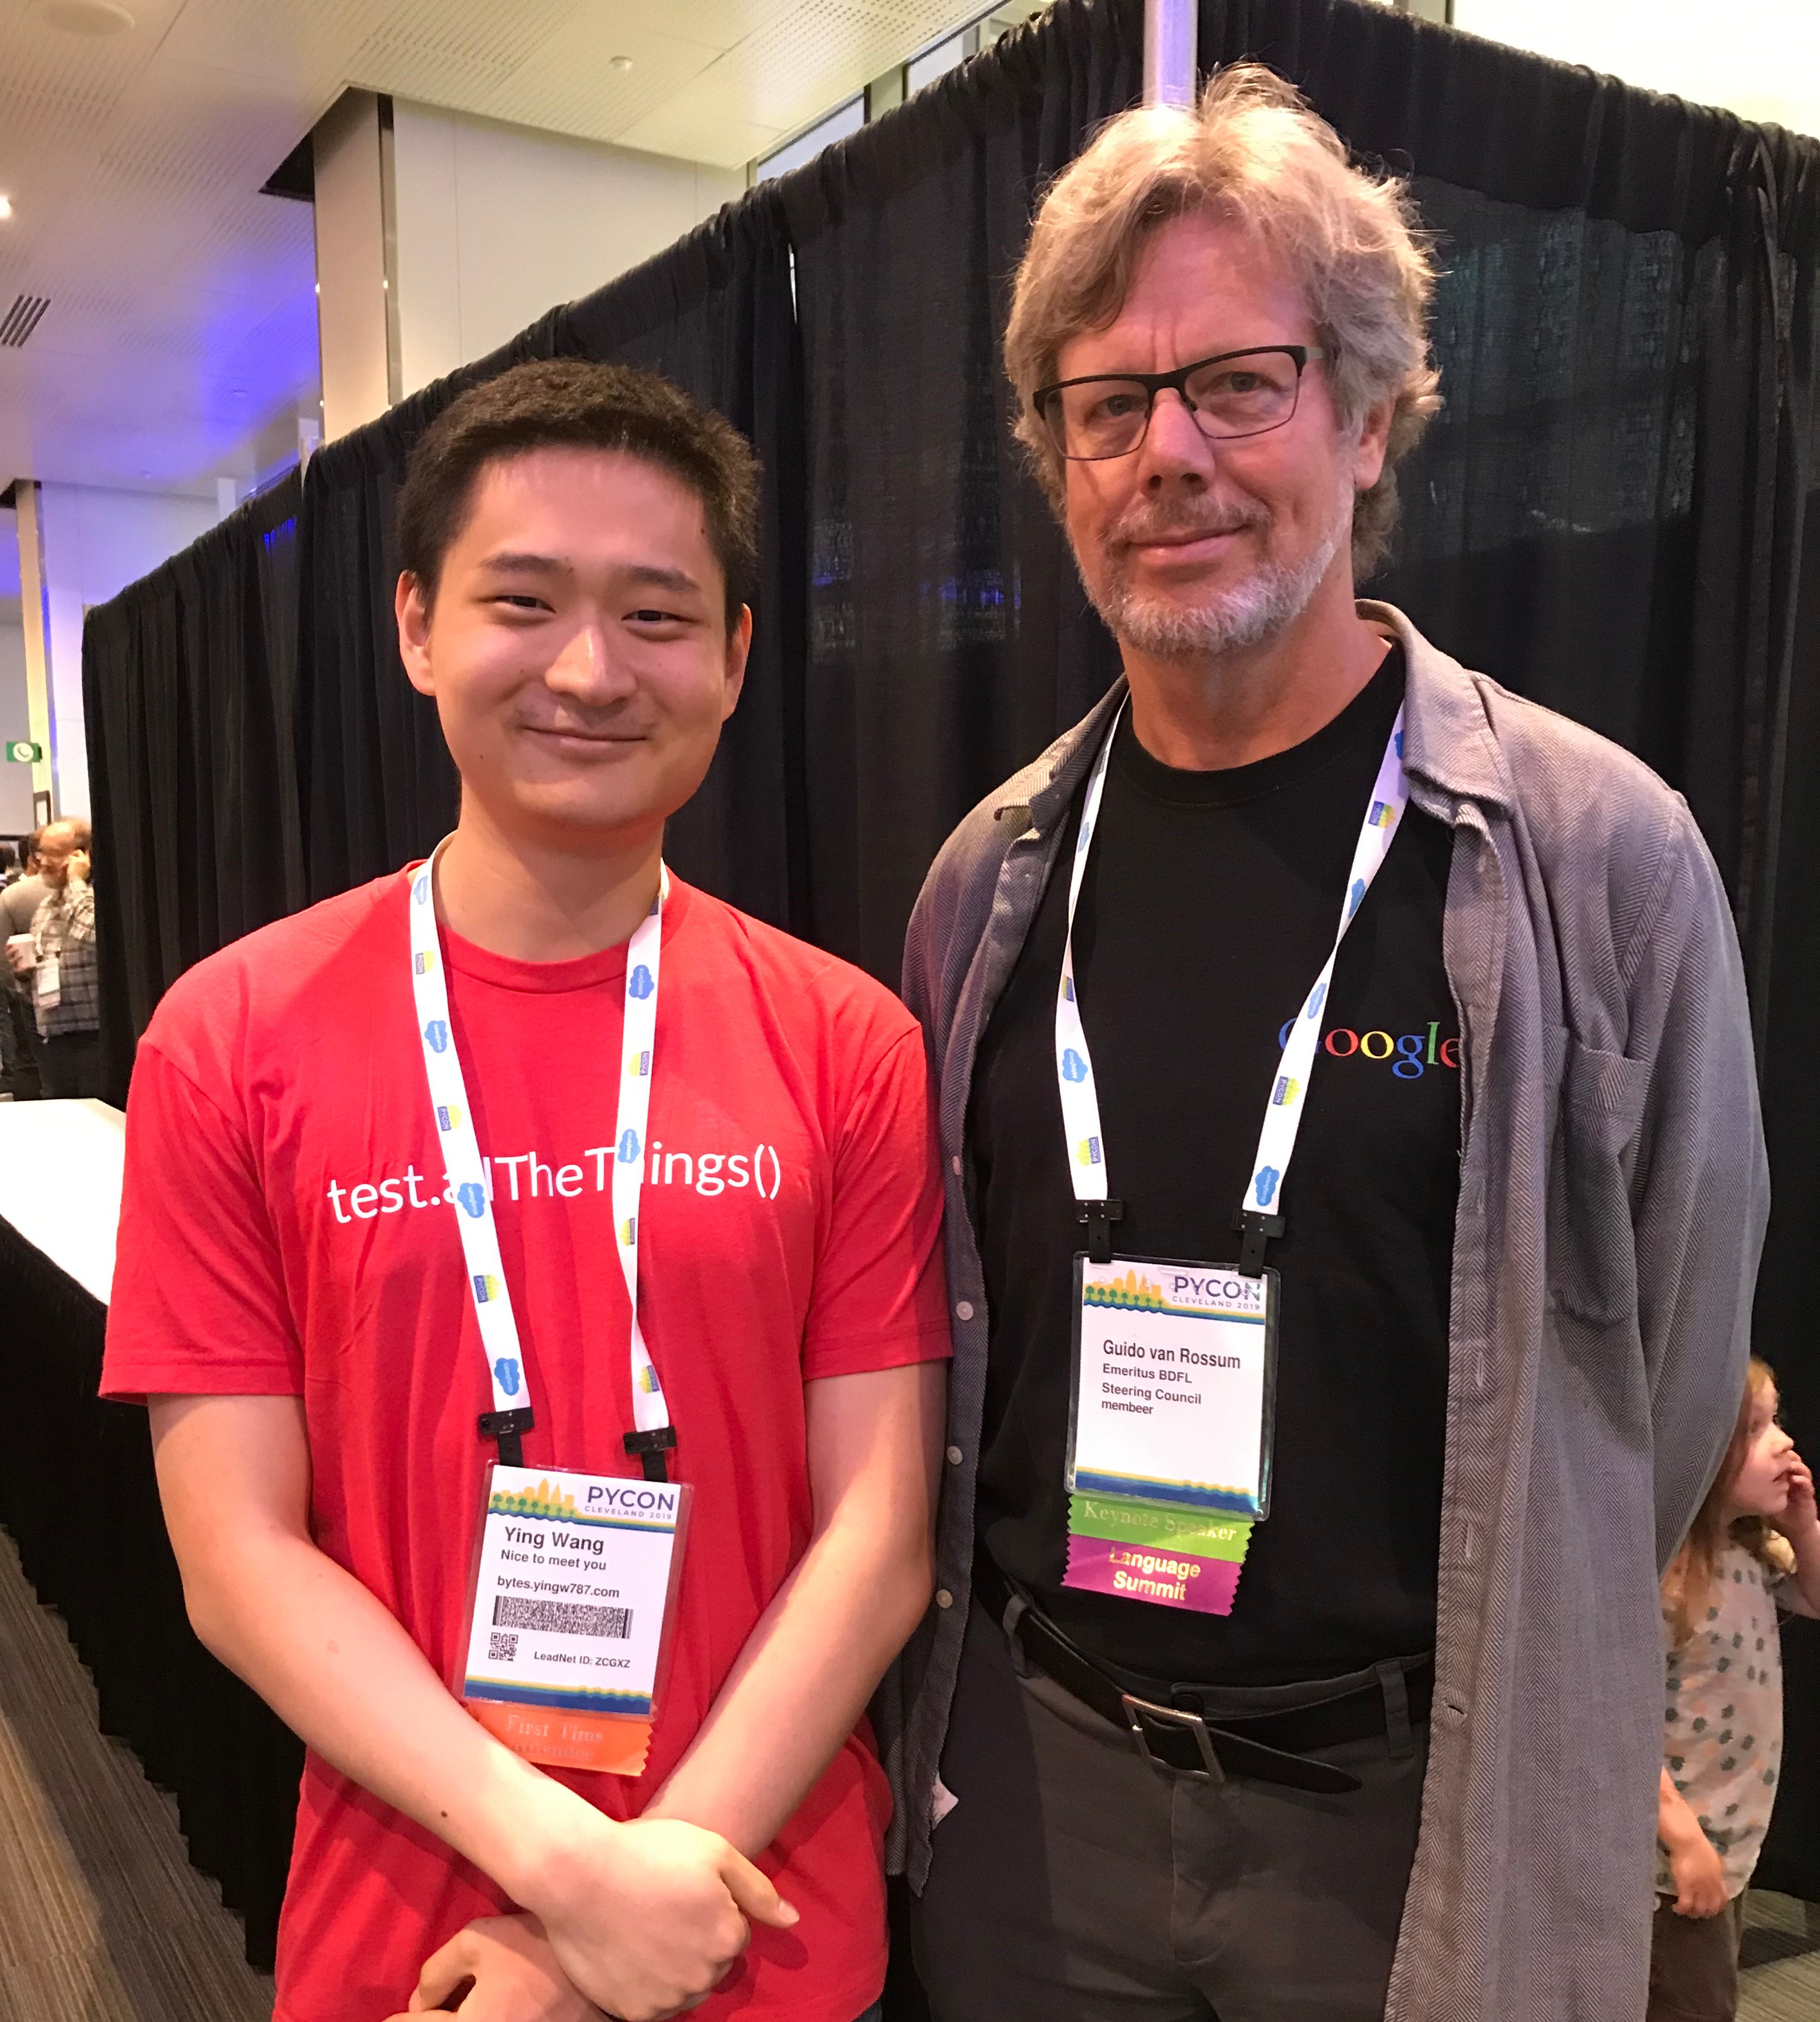 test.allTheThings()
PYCON
CLEVELAND 2019
Ying Wang
Nice to meet you
bytes.yingw787.com
LeadNet ID: ZCGXZ
First Time
Attendee
Google
PYCON
CLEVELAND 2019
Guido van Rossum
Emeritus BDFL
Steering Council
membeer
Keynote Speaker
Language
Summit